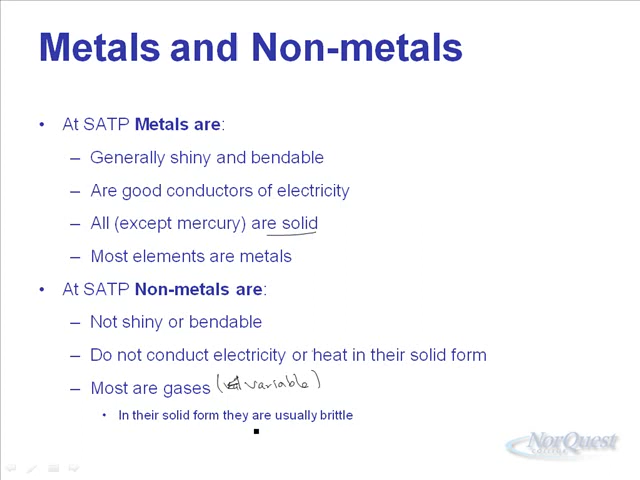 Metals and Non-metals
• At SATP Metals are:
– Generally shiny and bendable
– Are good conductors of electricity
– All (except mercury) are solid
– Most elements are metals
• At SATP Non-metals are:
– Not shiny or bendable
– Do not conduct electricity or heat in their solid form
– Most are gases (variable)
• In their solid form they are usually brittle
NorQuest
COLLEGE